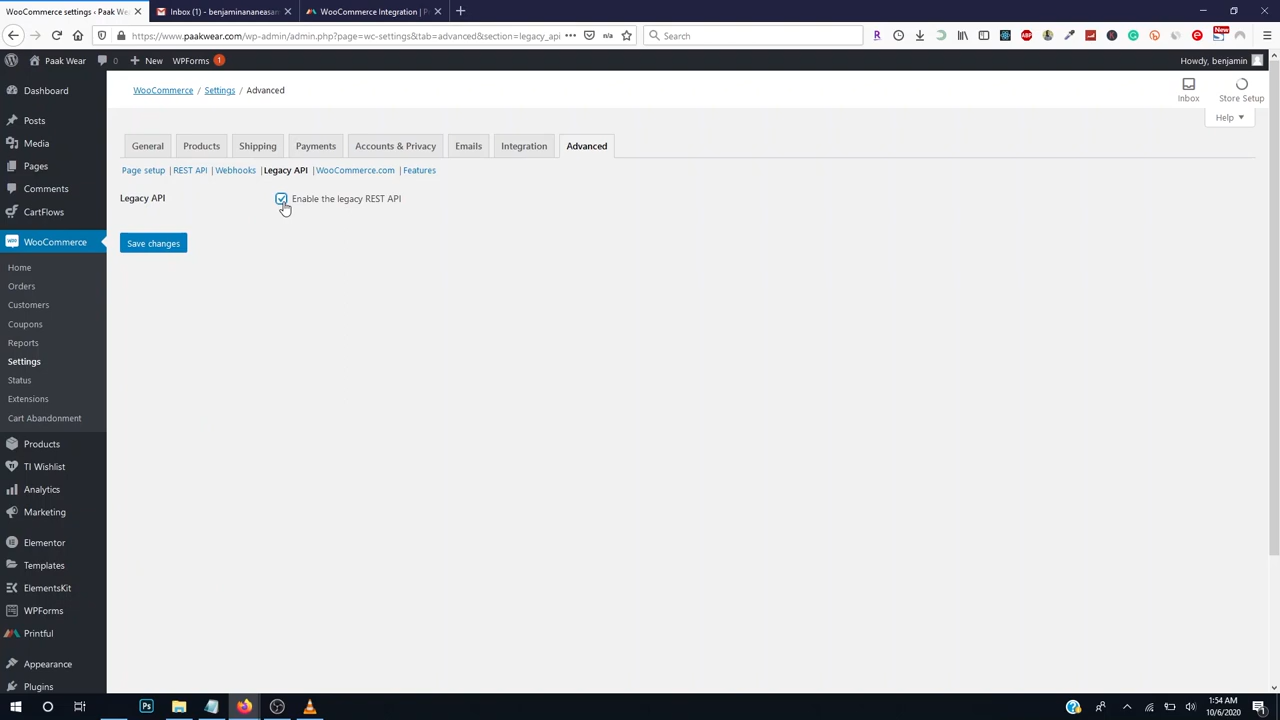 WooCommerce settings ‹ Paak We
Inbox (1) - benjaminaneasan
WooCommerce Integration | P
https://www.paakwear.com/wp-admin/admin.php?page=wc-settings&tab=advanced&section=legacy_api
n/a
Search
R
ABP
New
Paak Wear
0
New
WPForms
1
Howdy, benjamin
WooCommerce / Settings / Advanced
Inbox
Store Setup
Help
General
Products
Shipping
Payments
Accounts & Privacy
Emails
Integration
Advanced
Page setup | REST API | Webhooks | Legacy API | WooCommerce.com | Features
Legacy API
Enable the legacy REST API
Save changes
Dashboard
Posts
Media
Pages
Comments
CartFlows
WooCommerce
Home
Orders
Customers
Coupons
Reports
Settings
Status
Extensions
Cart Abandonment
Products
TI Wishlist
Analytics
Marketing
Elementor
Templates
ElementsKit
WPForms
Printful
Appearance
Plugins
Ps
1:54 AM
10/6/2020